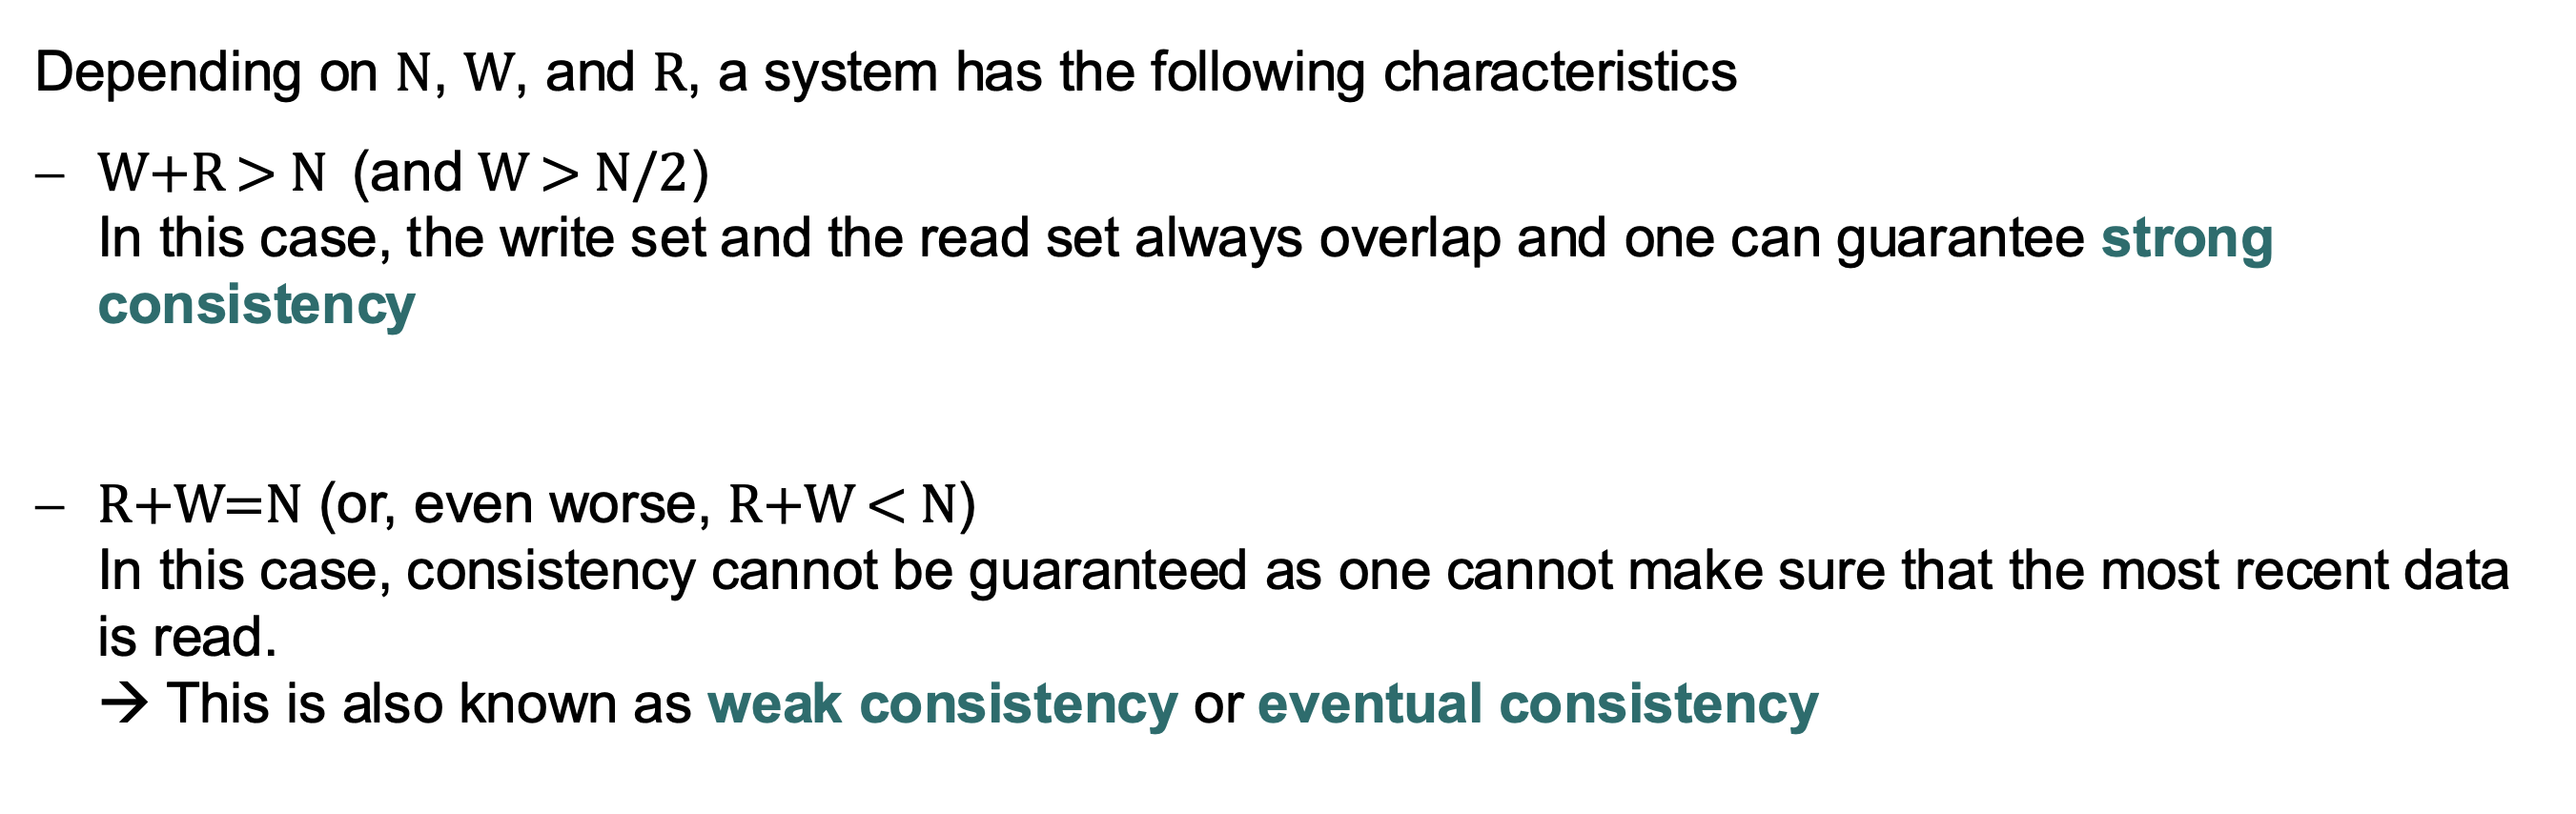 Depending on N, W, and R, a system has the following characteristics
– W+R > N (and W > N/2)
In this case, the write set and the read set always overlap and one can guarantee strong
consistency
– R+W=N (or, even worse, R+W < N)
In this case, consistency cannot be guaranteed as one cannot make sure that the most recent data
is read.
→ This is also known as weak consistency or eventual consistency